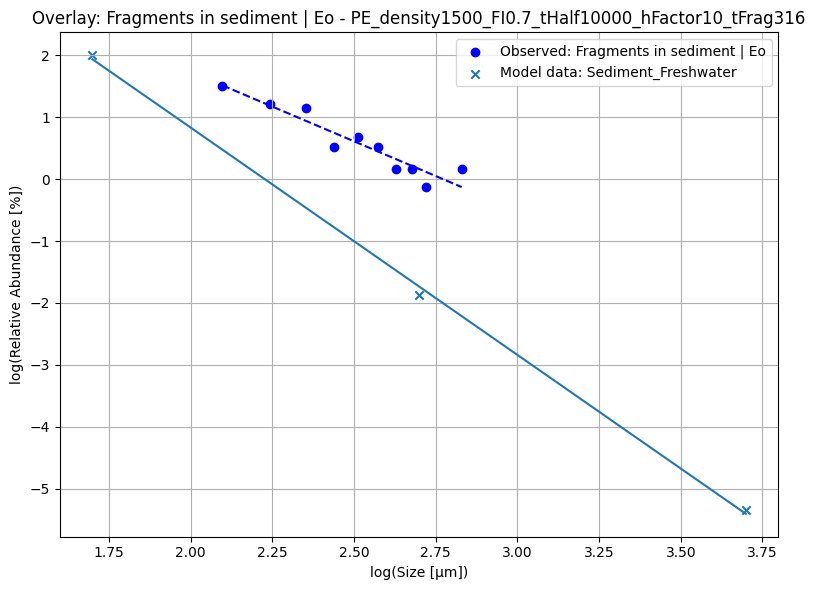 Overlay: Fragments in sediment | Eo - PE_density1500_FI0.7_tHalf10000_hFactor10_tFrag316
Observed: Fragments in sediment | Eo
Model data: Sediment_Freshwater
log(Relative Abundance [%])
2
1
0
−1
−2
−3
−4
−5
1.75 2.00 2.25 2.50 2.75 3.00 3.25 3.50 3.75
log(Size [μm])